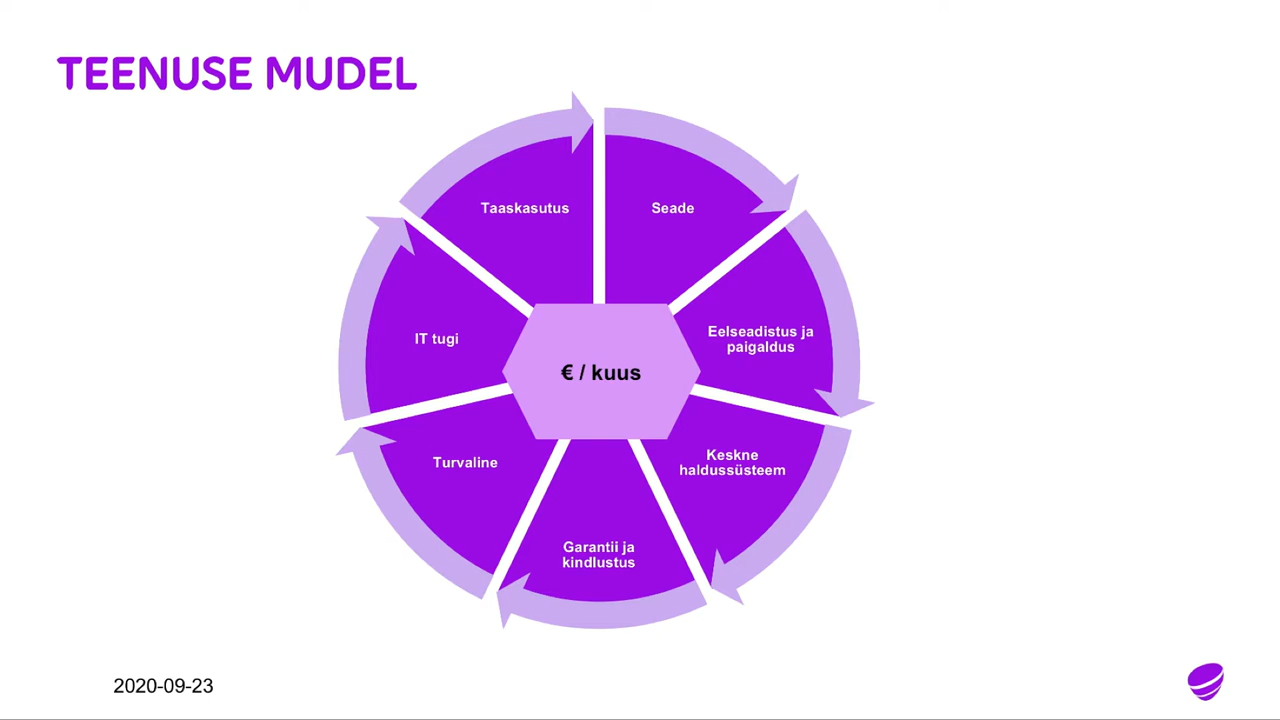 TEENUSE MUDEL
Taaskasutus
Seade
IT tugi
Eelseadistus ja
paigaldus
€ / kuus
Turvaline
Keskne
haldussüsteem
Garantii ja
kindlustus
2020-09-23